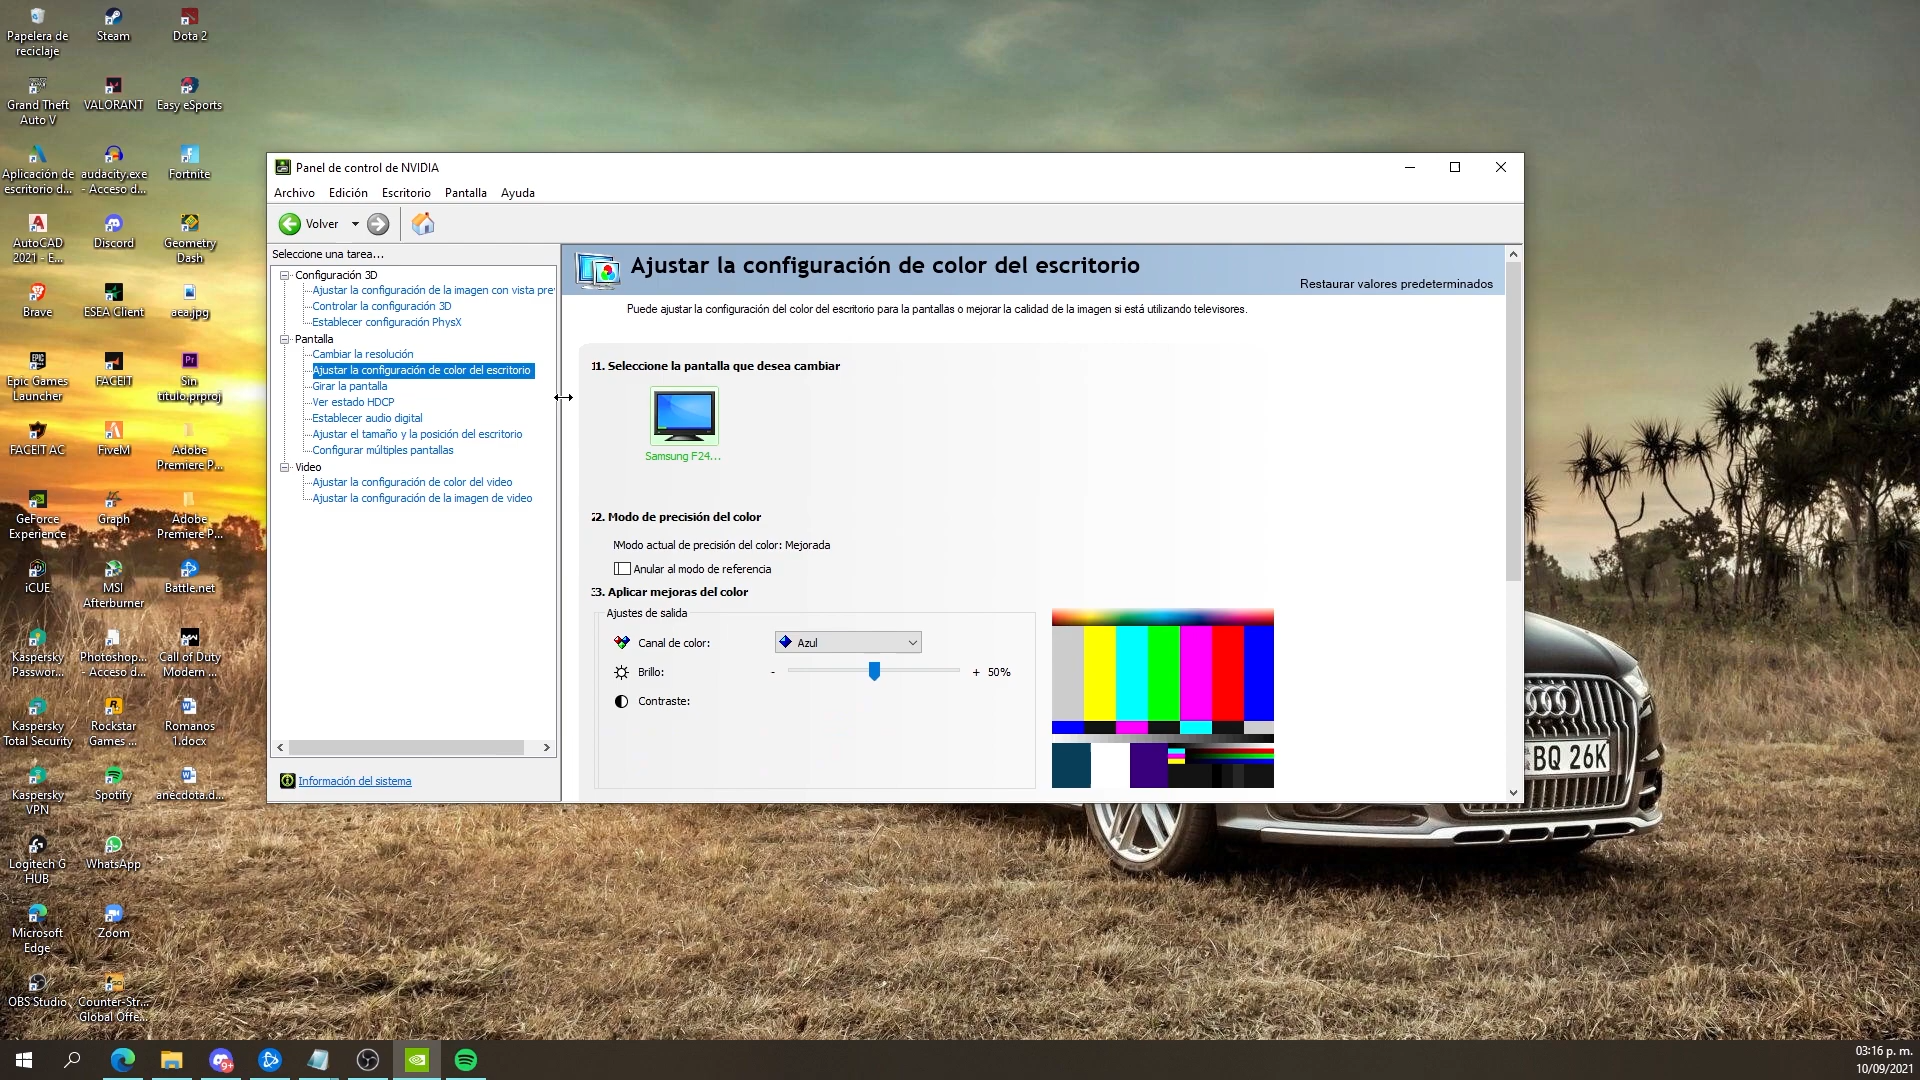 Papelera de
reciclaje
Steam
Dota 2
Grand Theft
Auto V
VALORANT
Easy eSports
Aplicación de
escritorio d...
audacity.exe
- Acceso d...
Fortnite
AutoCAD
2021 - E...
Discord
Geometry
Dash
Brave
ESEA Client
aea.jpg
Epic Games
Launcher
FACEIT
Sin
título.prproj
FACEIT AC
FiveM
Adobe
Premiere P...
GeForce
Experience
Graph
Adobe
Premiere P...
iCUE
MSI
Afterburner
Battle.net
Kaspersky
Passwor...
Photoshop...
- Acceso d...
Call of Duty
Modern ...
Kaspersky
Total Security
Rockstar
Games ...
Romanos
1.docx
Kaspersky
VPN
Spotify
anécdota.d...
Logitech G
HUB
WhatsApp
Microsoft
Edge
Zoom
OBS Studio
Counter-Str...
Global Offe...
Panel de control de NVIDIA
Archivo Edición Escritorio Pantalla Ayuda
Volver
Seleccione una tarea...
Configuración 3D
Ajustar la configuración de la imagen con vista pre
Controlar la configuración 3D
Establecer configuración PhysX
Pantalla
Cambiar la resolución
Ajustar la configuración de color del escritorio
Girar la pantalla
Ver estado HDCP
Establecer audio digital
Ajustar el tamaño y la posición del escritorio
Configurar múltiples pantallas
Video
Ajustar la configuración de color del video
Ajustar la configuración de la imagen de video
Información del sistema
Ajustar la configuración de color del escritorio
Restaurar valores predeterminados
Puede ajustar la configuración del color del escritorio para la pantallas o mejorar la calidad de la imagen si está utilizando televisores.
1. Seleccione la pantalla que desea cambiar
Samsung F24...
2. Modo de precisión del color
Modo actual de precisión del color: Mejorada
Anular al modo de referencia
3. Aplicar mejoras del color
Ajustes de salida
Canal de color: Azul
Brillo: - + 50%
Contraste:
BQ 26K
9+
03:16 p. m.
10/09/2021